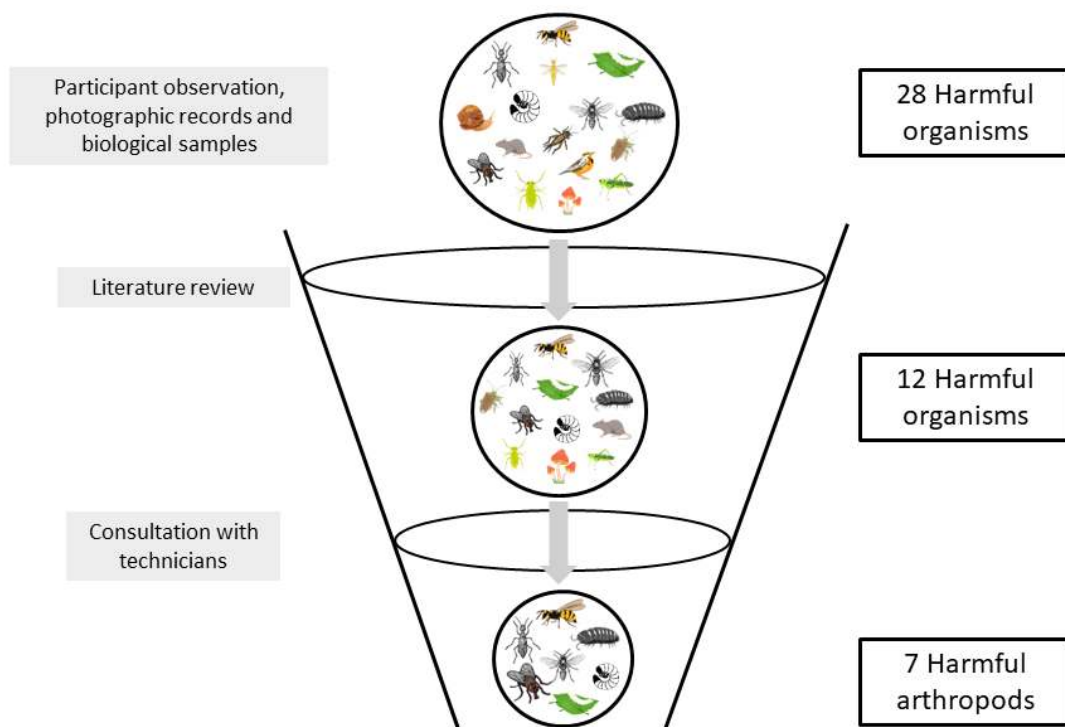 Participant observation,
photographic records and
biological samples
28 Harmful
organisms
Literature review
12 Harmful
organisms
Consultation with
technicians
7 Harmful
arthropods